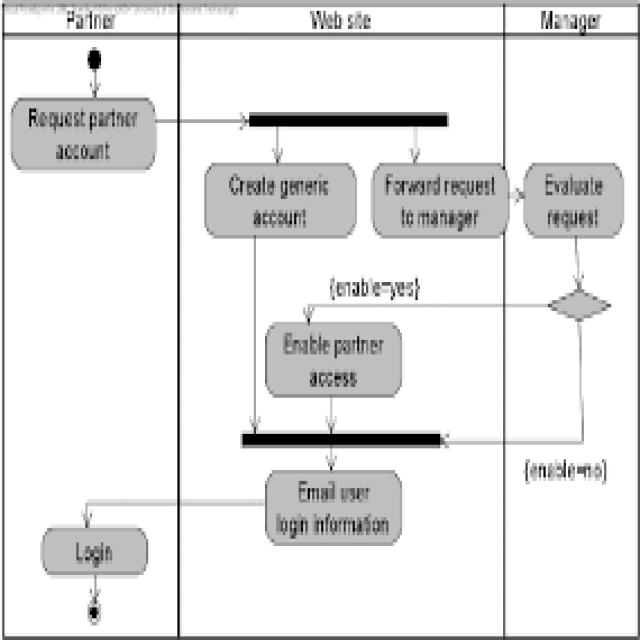 Partner
Web site
Manager
Request partner
account
Create generic
account
Forward request
to manager
Evaluate
request
{enable=yes}
Enable partner
access
{enable=no}
Email user
login information
Login